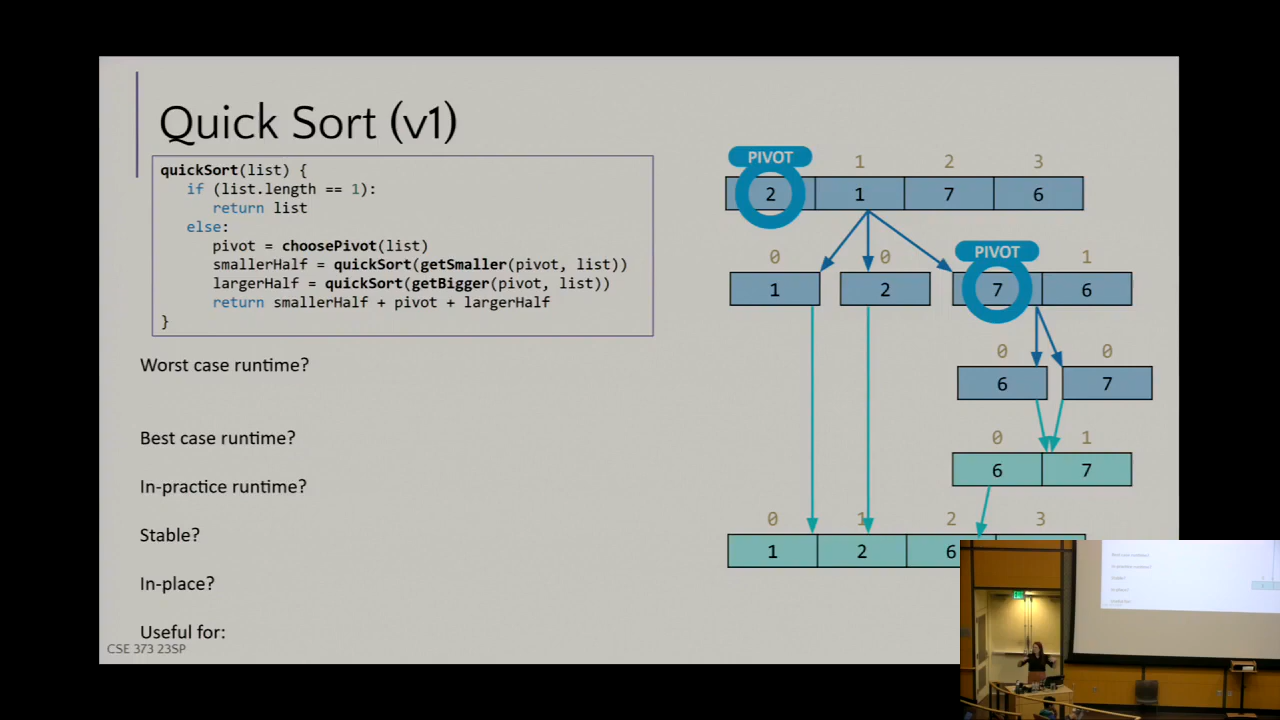 Quick Sort (v1)
quickSort(list) {
if (list.length == 1):
return list
else:
pivot = choosePivot(list)
smallerHalf = quickSort(getSmaller(pivot, list))
largerHalf = quickSort(getBigger(pivot, list))
return smallerHalf + pivot + largerHalf
}
Worst case runtime?
Best case runtime?
In-practice runtime?
Stable?
In-place?
Useful for:
CSE 373 23SP
PIVOT 1 2 3
2 1 7 6
PIVOT
0 0 1
1 2 7 6
0 0
6 7
0 1
6 7
0 1 2 3
1 2 6